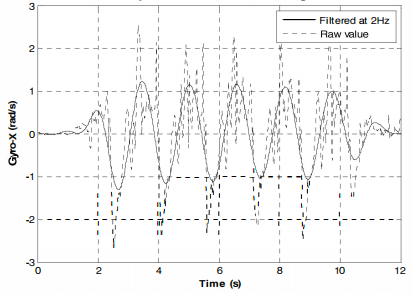 3
Filtered at 2Hz
Raw value
2
1
0
-1
-2
-3
Gyro-X (rad/s)
0 2 4 6 8 10 12
Time (s)